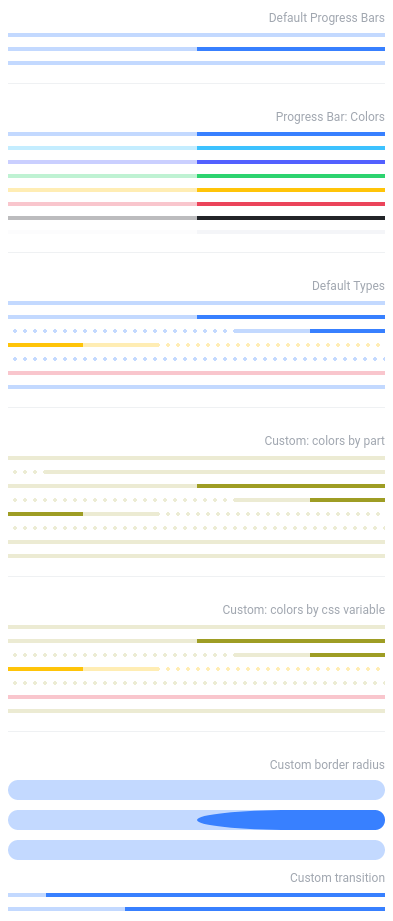 Default Progress Bars
Progress Bar: Colors
Default Types
Custom: colors by part
Custom: colors by css variable
Custom border radius
Custom transition